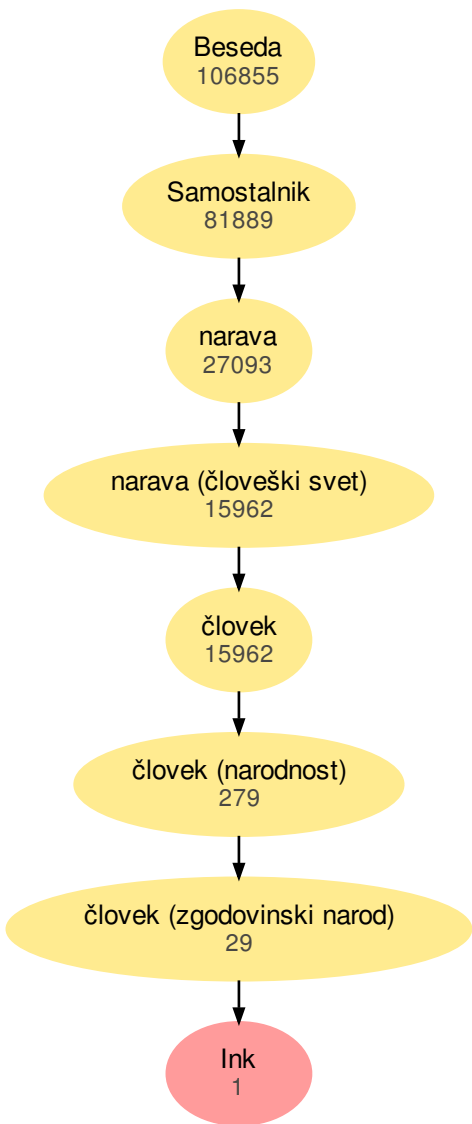 Beseda
106855
Samostalnik
81889
narava
27093
narava (človeški svet)
15962
človek
15962
človek (narodnost)
279
človek (zgodovinski narod)
29
Ink
1